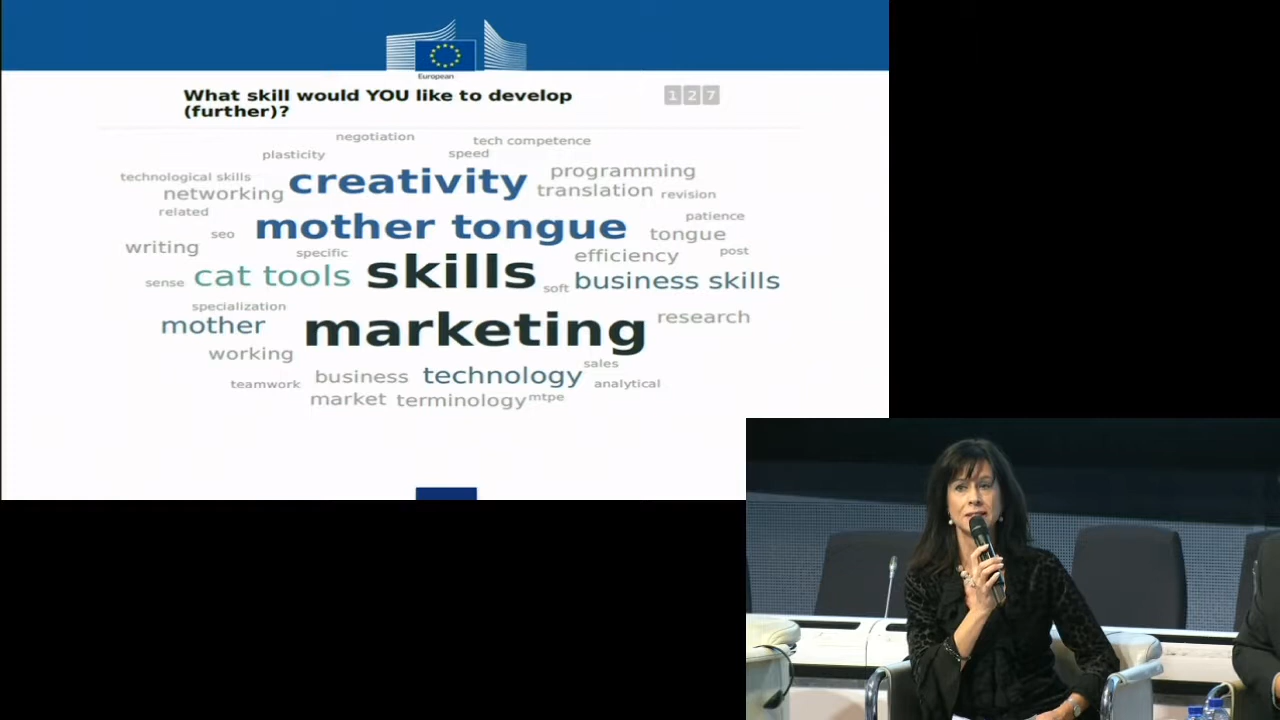 European
What skill would YOU like to develop
(further)?
1 2 7
negotiation
tech competence
plasticity
speed
programming
technological skills
creativity
translation
networking
revision
related
mother tongue
patience
seo
tongue
writing
specific
efficiency
post
sense
cat tools
skills
soft
business skills
specialization
mother
marketing
research
working
sales
teamwork
business
technology
analytical
market
terminology
mtpe